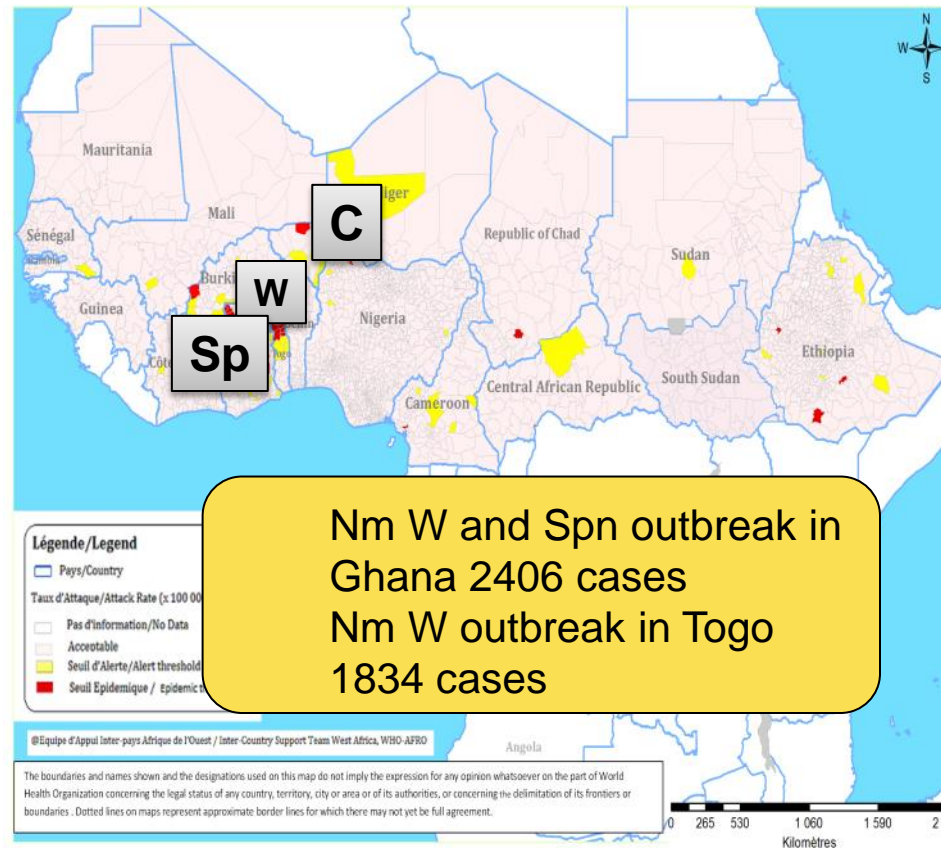 N
W
S
Mauritania
Mali
iger
C
Republic of Chad
Sénégal
Sudan
Burki
W
Guinea
Nigeria
Sp
Ethiopia
Côt
Togo
Central African Republic
South Sudan
Cameroon
Nm W and Spn outbreak in
Ghana 2406 cases
Nm W outbreak in Togo
1834 cases
Légende/Legend
Pays/Country
Taux d'Attaque/Attack Rate (x 100 00
Pas d'information/No Data
Acceptable
Seuil d'Alerte/Alert threshold
Seuil Epidemique / Epidemic t
@Equipe d'Appui Inter-pays Afrique de l'Ouest / Inter-Country Support Team West Africa, WHO-AFRO
Angola
The boundaries and names shown and the designations used on this map do not imply the expression for any opinion whatsoever on the part of World
Health Organization concerning the legal status of any country, territory, city or area or of its authorities, or concerning the delimitation of its frontiers or
boundaries . Dotted lines on maps represent approximate border lines for which there may not yet be full agreement.
0 265 530 1 060 1 590 2
Kilomètres